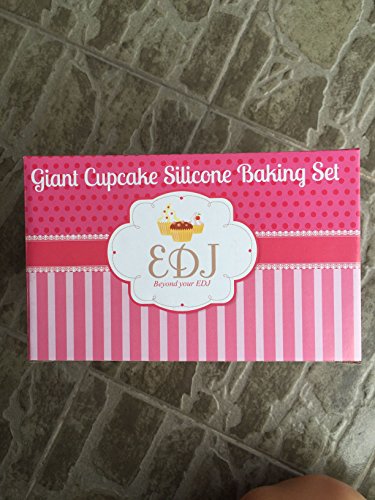 Giant Cupcake Silicone Baking Set
EDJ
Beyond your EDJ